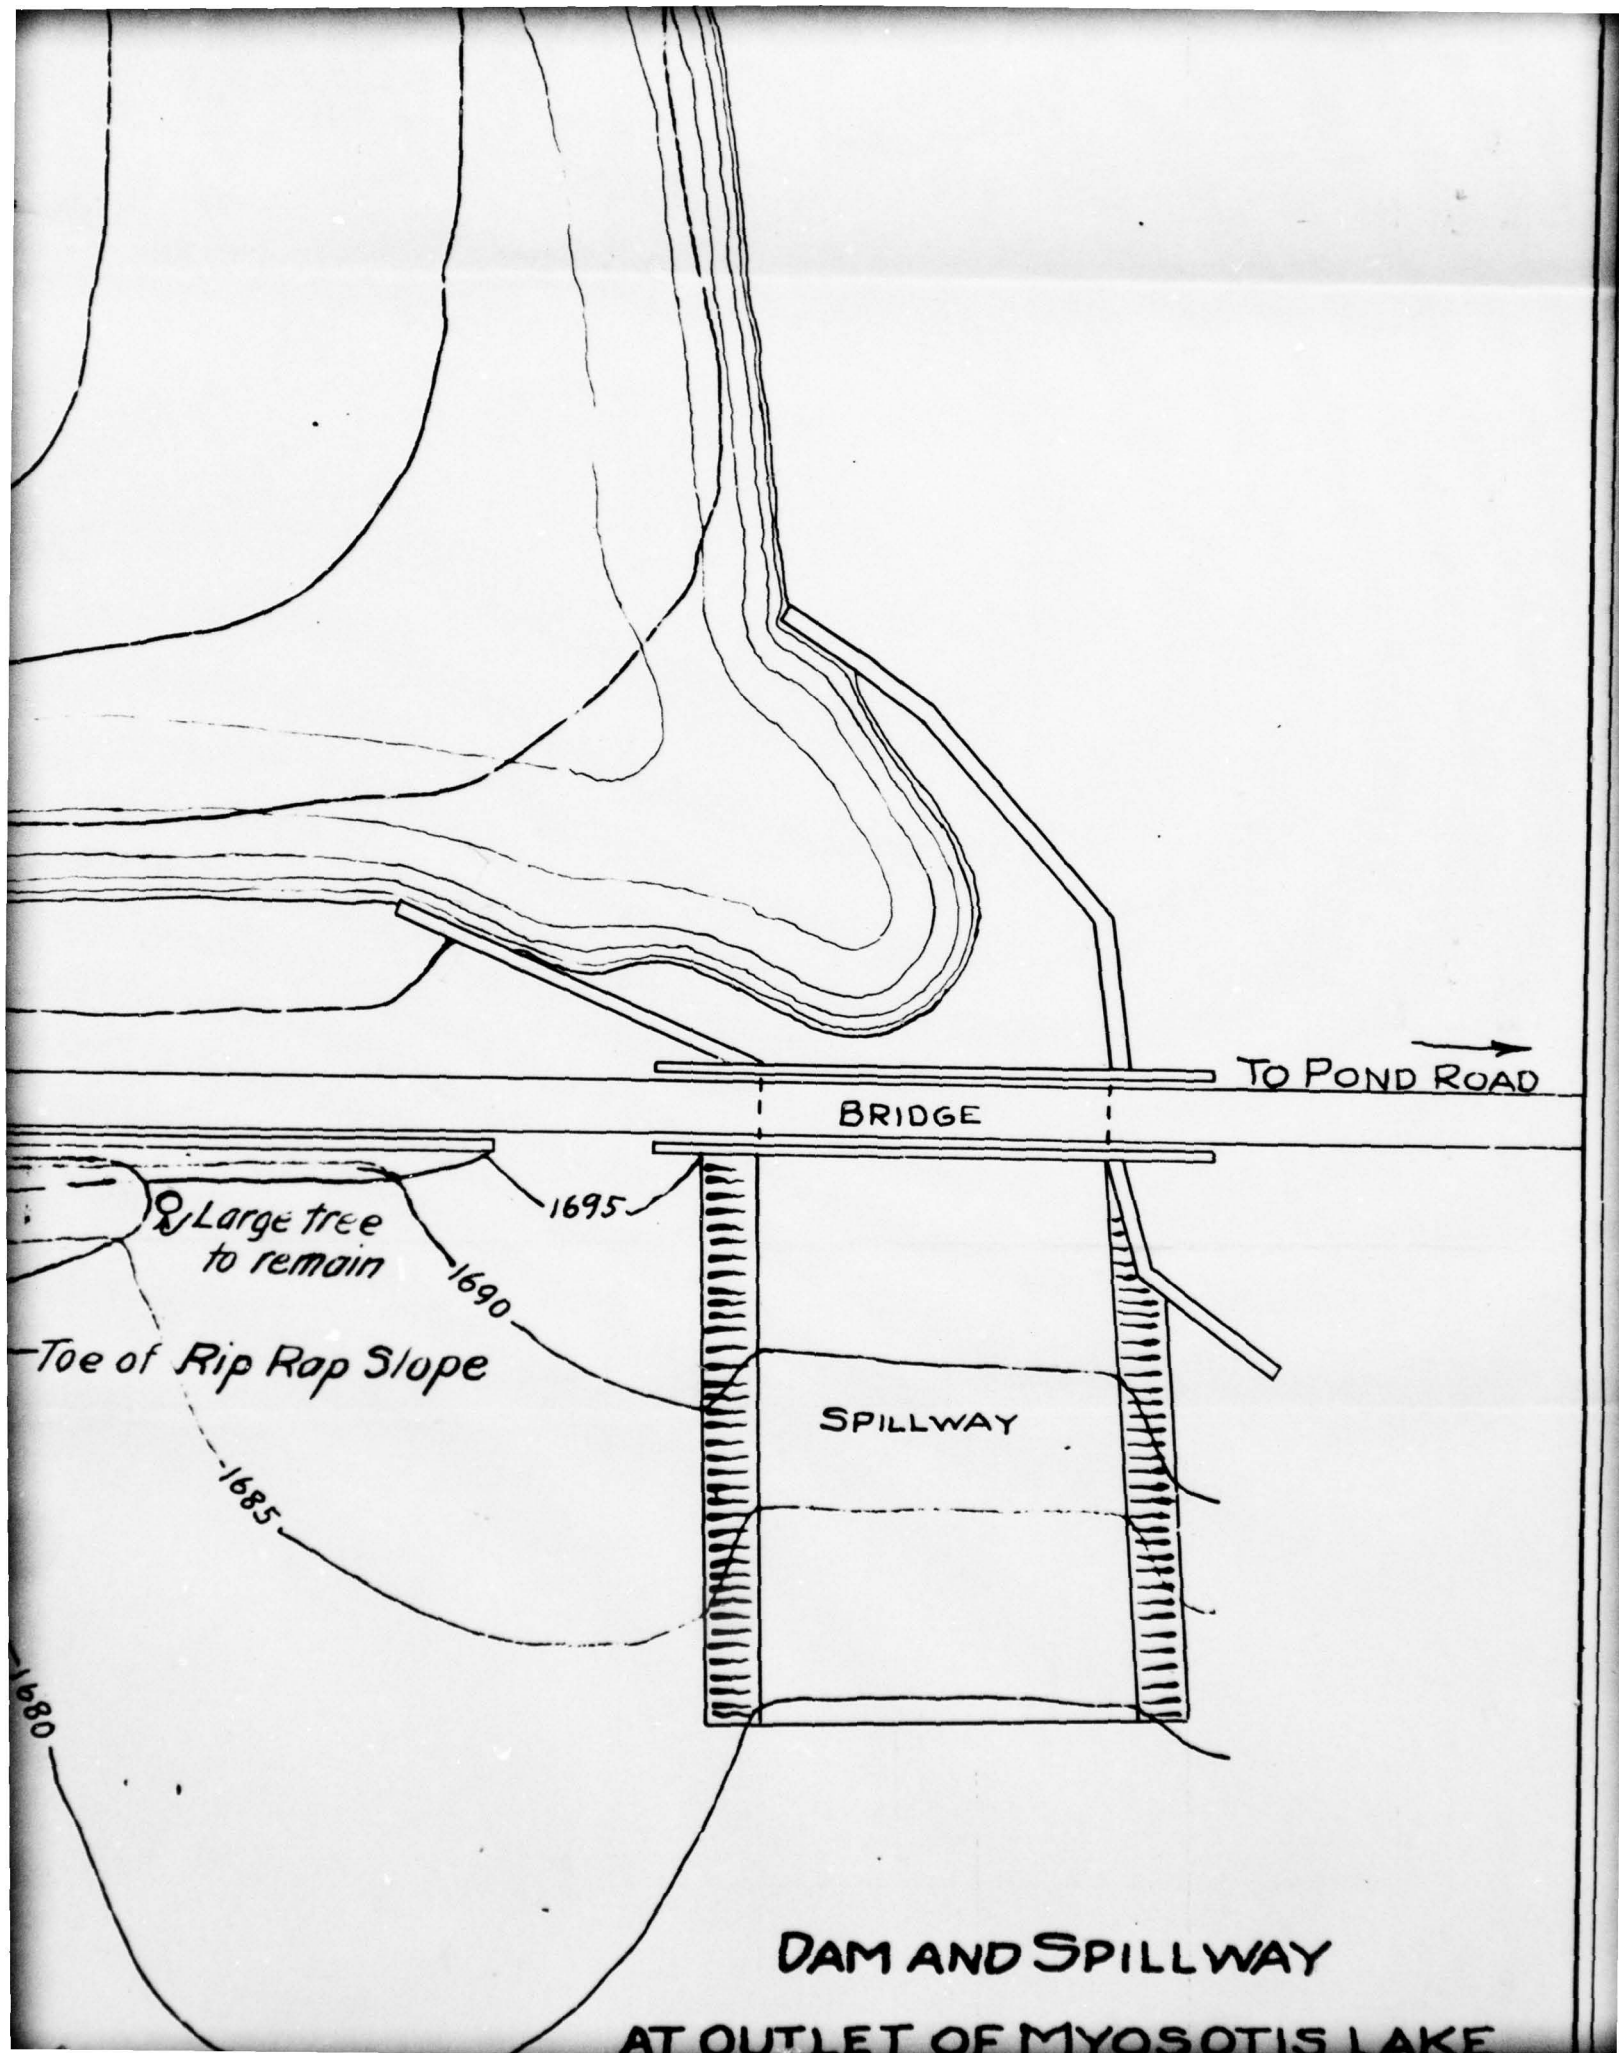 TO POND ROAD
BRIDGE
1695
Large tree
to remain
1690
Toe of Rip Rap Slope
SPILLWAY
1685
1680
DAM AND SPILLWAY
AT OUTLET OF MYOSOTIS LAKE